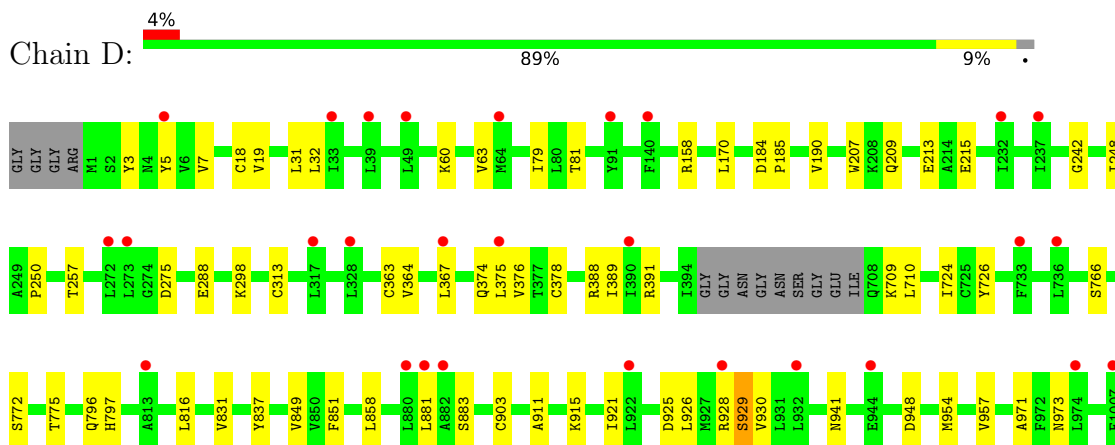 4%
Chain D:
89% 9% •
GLY GLY GLY ARG M1 S2 Y3 N4 Y5 V6 V7 C18 V19 L31 L32 I33 L39 L49 K60 V63 M64 I79 L80 T81 Y91 F140 R158 L170 D184 P185 V190 W207 K208 Q209 E213 A214 E215 I232 I237 G242
A249 P250 T257 L272 L273 G274 D275 E288 K298 C313 L317 L328 C363 V364 L367 Q374 L375 V376 T377 C378 R388 I389 I390 R391 I394 GLY GLY ASN GLY ASN SER GLY GLU ILE Q708 K709 L710 I724 C725 Y726 F733 L736 S766
S772 T775 Q796 H797 A813 L816 V831 Y837 V849 V850 F851 L858 L880 L881 A882 S883 C903 A911 K915 I921 L922 D925 L926 M927 R928 S929 V930 L931 L932 N941 E944 D948 M954 V957 A971 F972 N973 L974